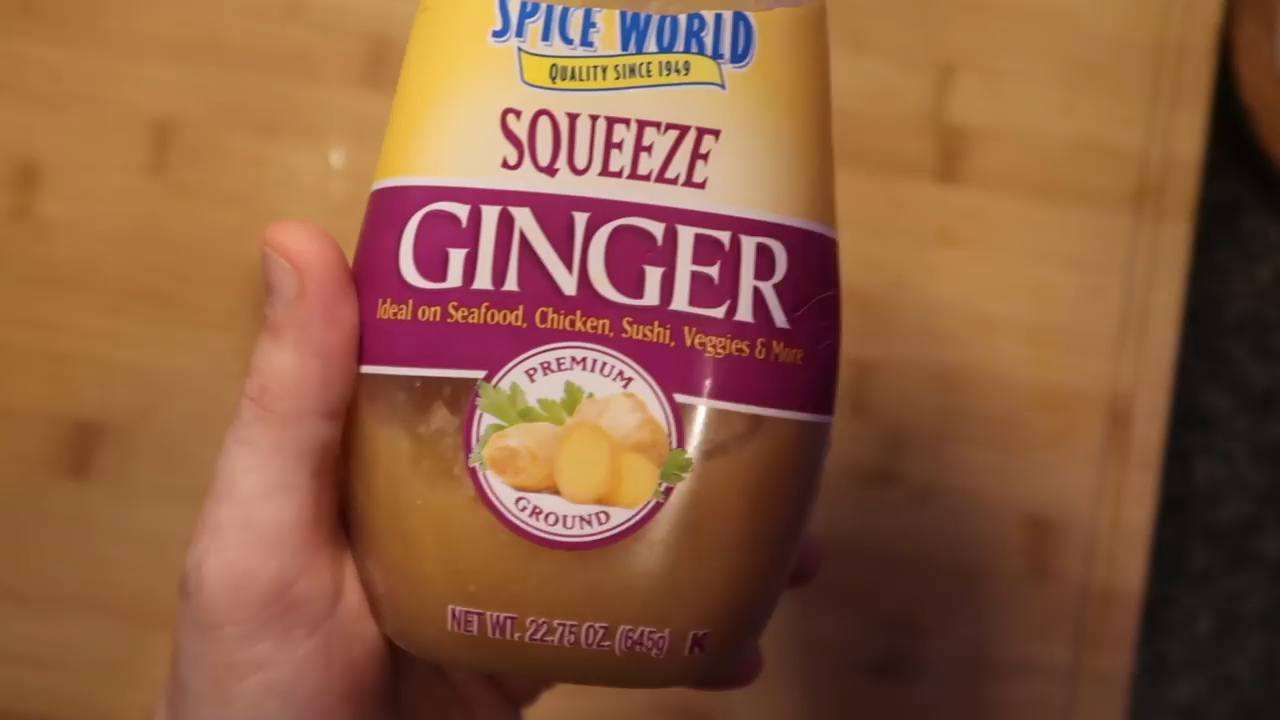 SPICE WORLD
QUALITY SINCE 1949
SQUEEZE
GINGER
Ideal on Seafood, Chicken, Sushi, Veggies & More
PREMIUM
GROUND
NET WT. 22.75 OZ. (645g) K